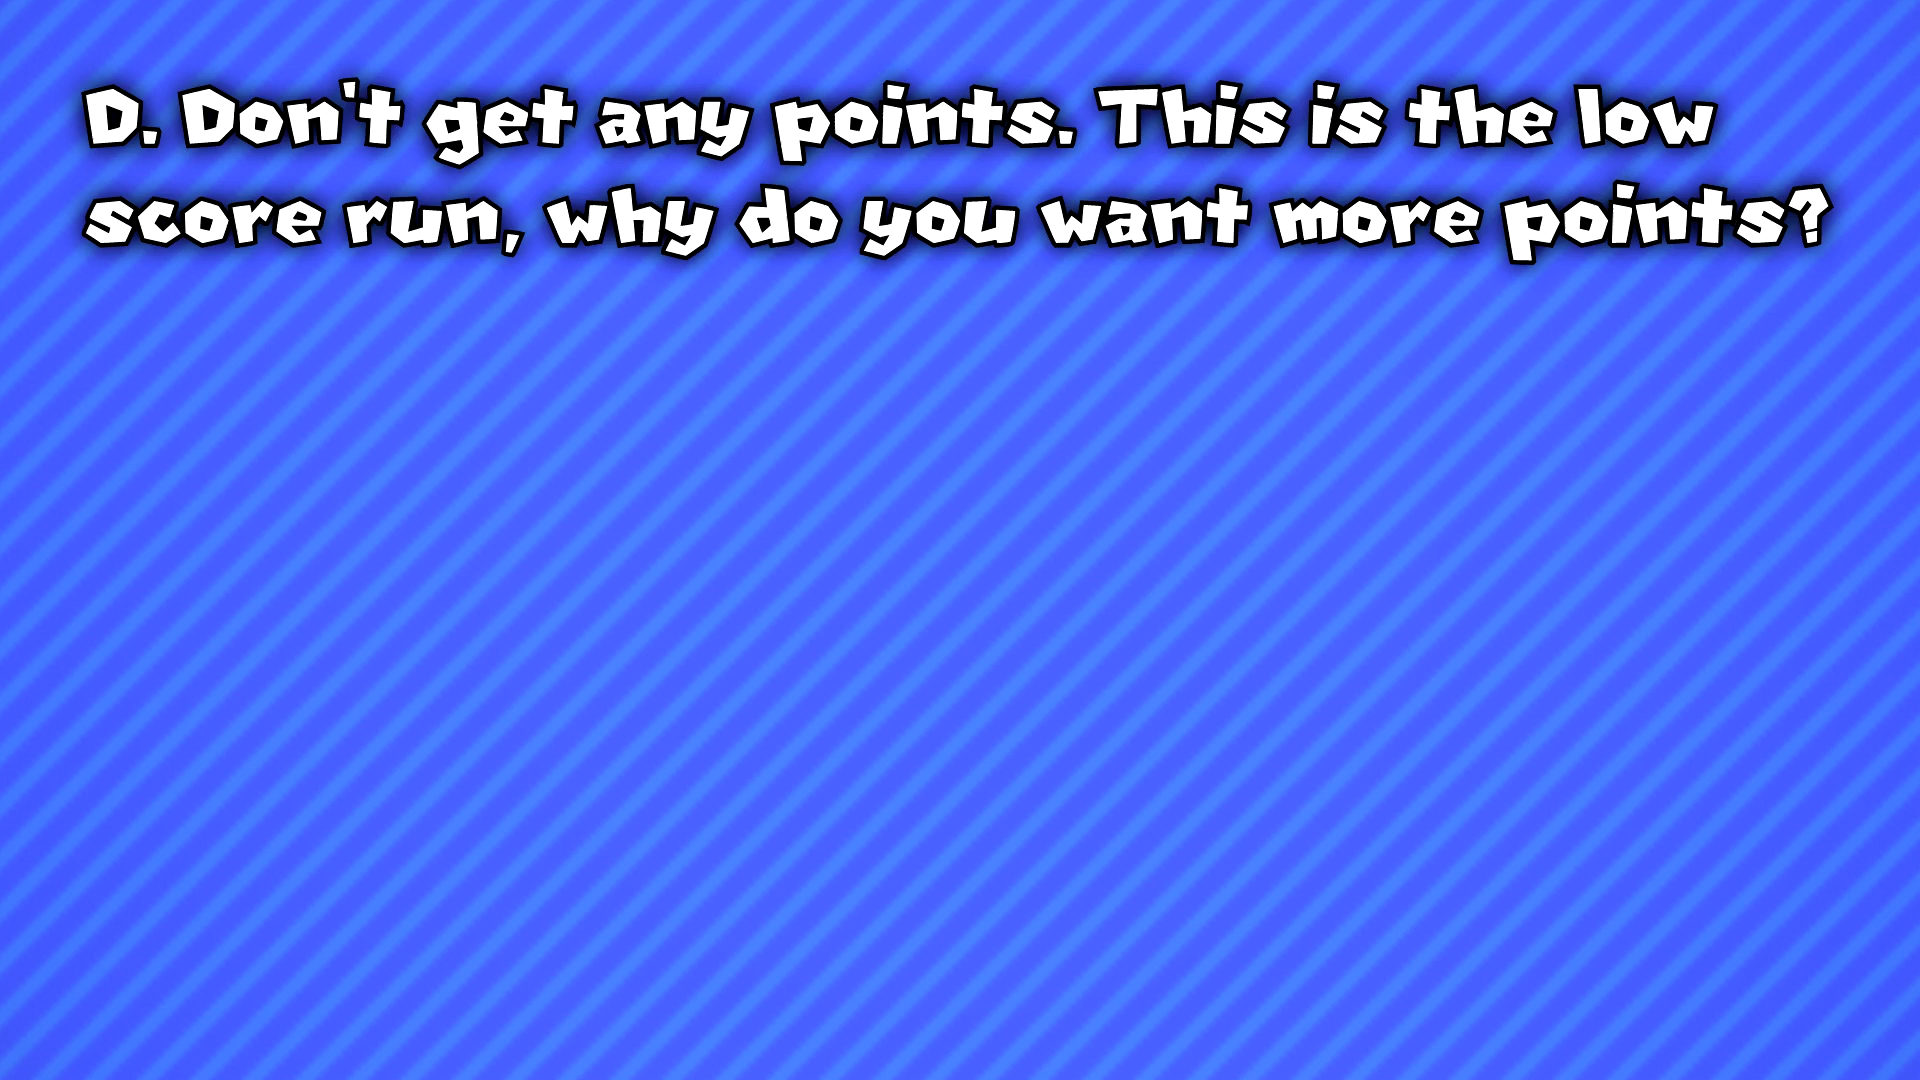 D. Don't get any points. This is the low
score run, why do you want more points?